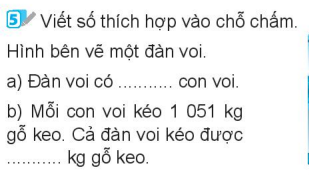 5 Viết số thích hợp vào chỗ chấm.
Hình bên vẽ một đàn voi.
a) Đàn voi có ........... con voi.
b) Mỗi con voi kéo 1 051 kg
gỗ keo. Cả đàn voi kéo được
........... kg gỗ keo.